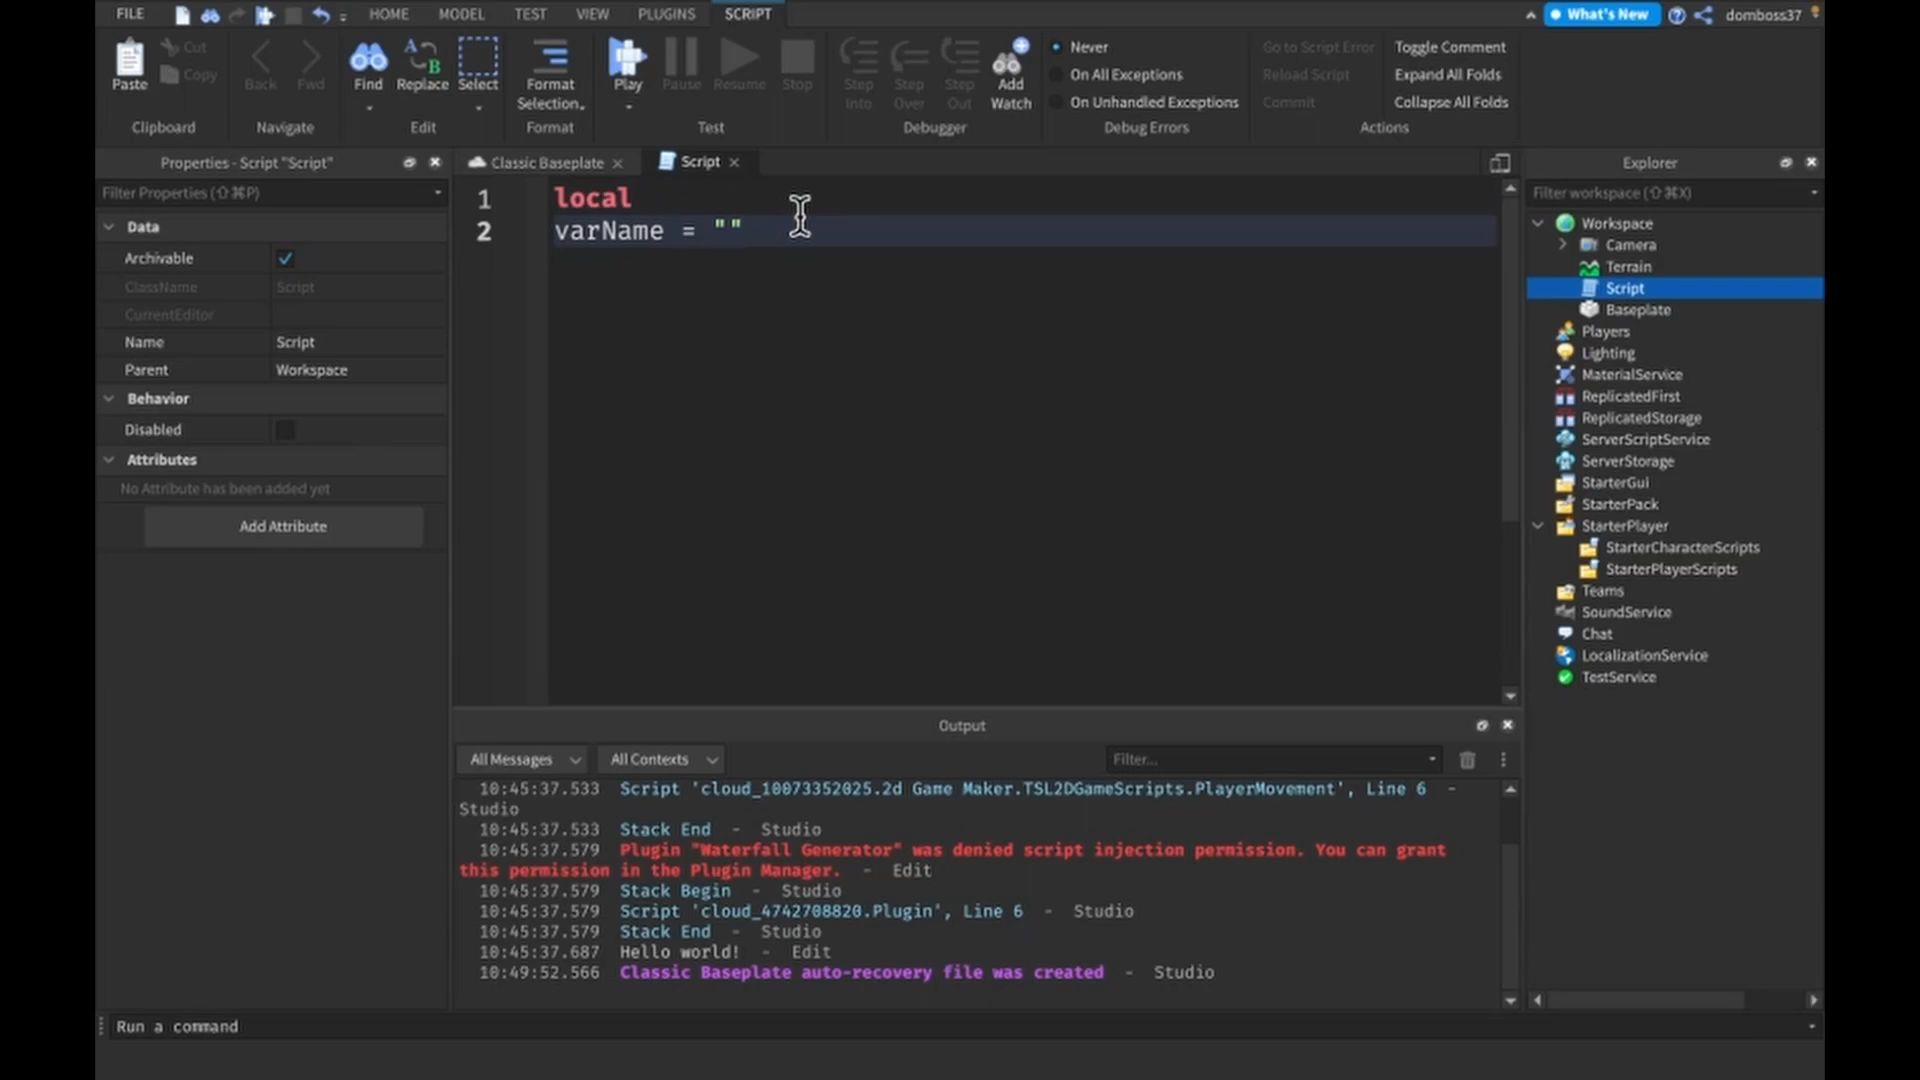 FILE HOME MODEL TEST VIEW PLUGINS SCRIPT What's New domboss37
Paste Cut Copy
Clipboard
Back Fwd
Navigate
Find Replace Select
Edit
Format Selection
Format
Play Pause Resume Stop
Test
Step Into Step Over Step Out Add Watch
Debugger
Never
On All Exceptions
On Unhandled Exceptions
Debug Errors
Go to Script Error
Reload Script
Commit
Toggle Comment
Expand All Folds
Collapse All Folds
Actions
Properties - Script "Script"
Filter Properties (⇧⌘P)
Data
Archivable
ClassName Script
CurrentEditor
Name Script
Parent Workspace
Behavior
Disabled
Attributes
No Attribute has been added yet
Add Attribute
Classic Baseplate Script
1 local
2 varName = ""
Output
All Messages All Contexts Filter...
10:45:37.533 Script 'cloud_10073352025.2d Game Maker.TSL2DGameScripts.PlayerMovement', Line 6 -
Studio
10:45:37.533 Stack End - Studio
10:45:37.579 Plugin "Waterfall Generator" was denied script injection permission. You can grant
this permission in the Plugin Manager. - Edit
10:45:37.579 Stack Begin - Studio
10:45:37.579 Script 'cloud_4742708820.Plugin', Line 6 - Studio
10:45:37.579 Stack End - Studio
10:45:37.687 Hello world! - Edit
10:49:52.566 Classic Baseplate auto-recovery file was created - Studio
Explorer
Filter workspace (⇧⌘X)
Workspace
Camera
Terrain
Script
Baseplate
Players
Lighting
MaterialService
ReplicatedFirst
ReplicatedStorage
ServerScriptService
ServerStorage
StarterGui
StarterPack
StarterPlayer
StarterCharacterScripts
StarterPlayerScripts
Teams
SoundService
Chat
LocalizationService
TestService
Run a command